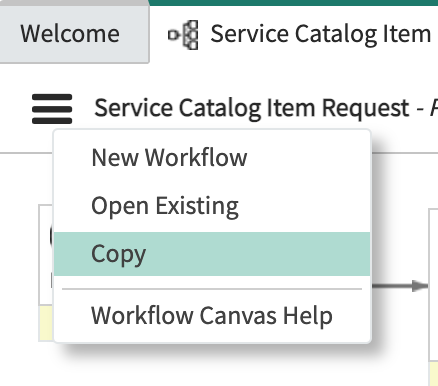 Welcome
Service Catalog Item
Service Catalog Item Request -
New Workflow
Open Existing
Copy
Workflow Canvas Help